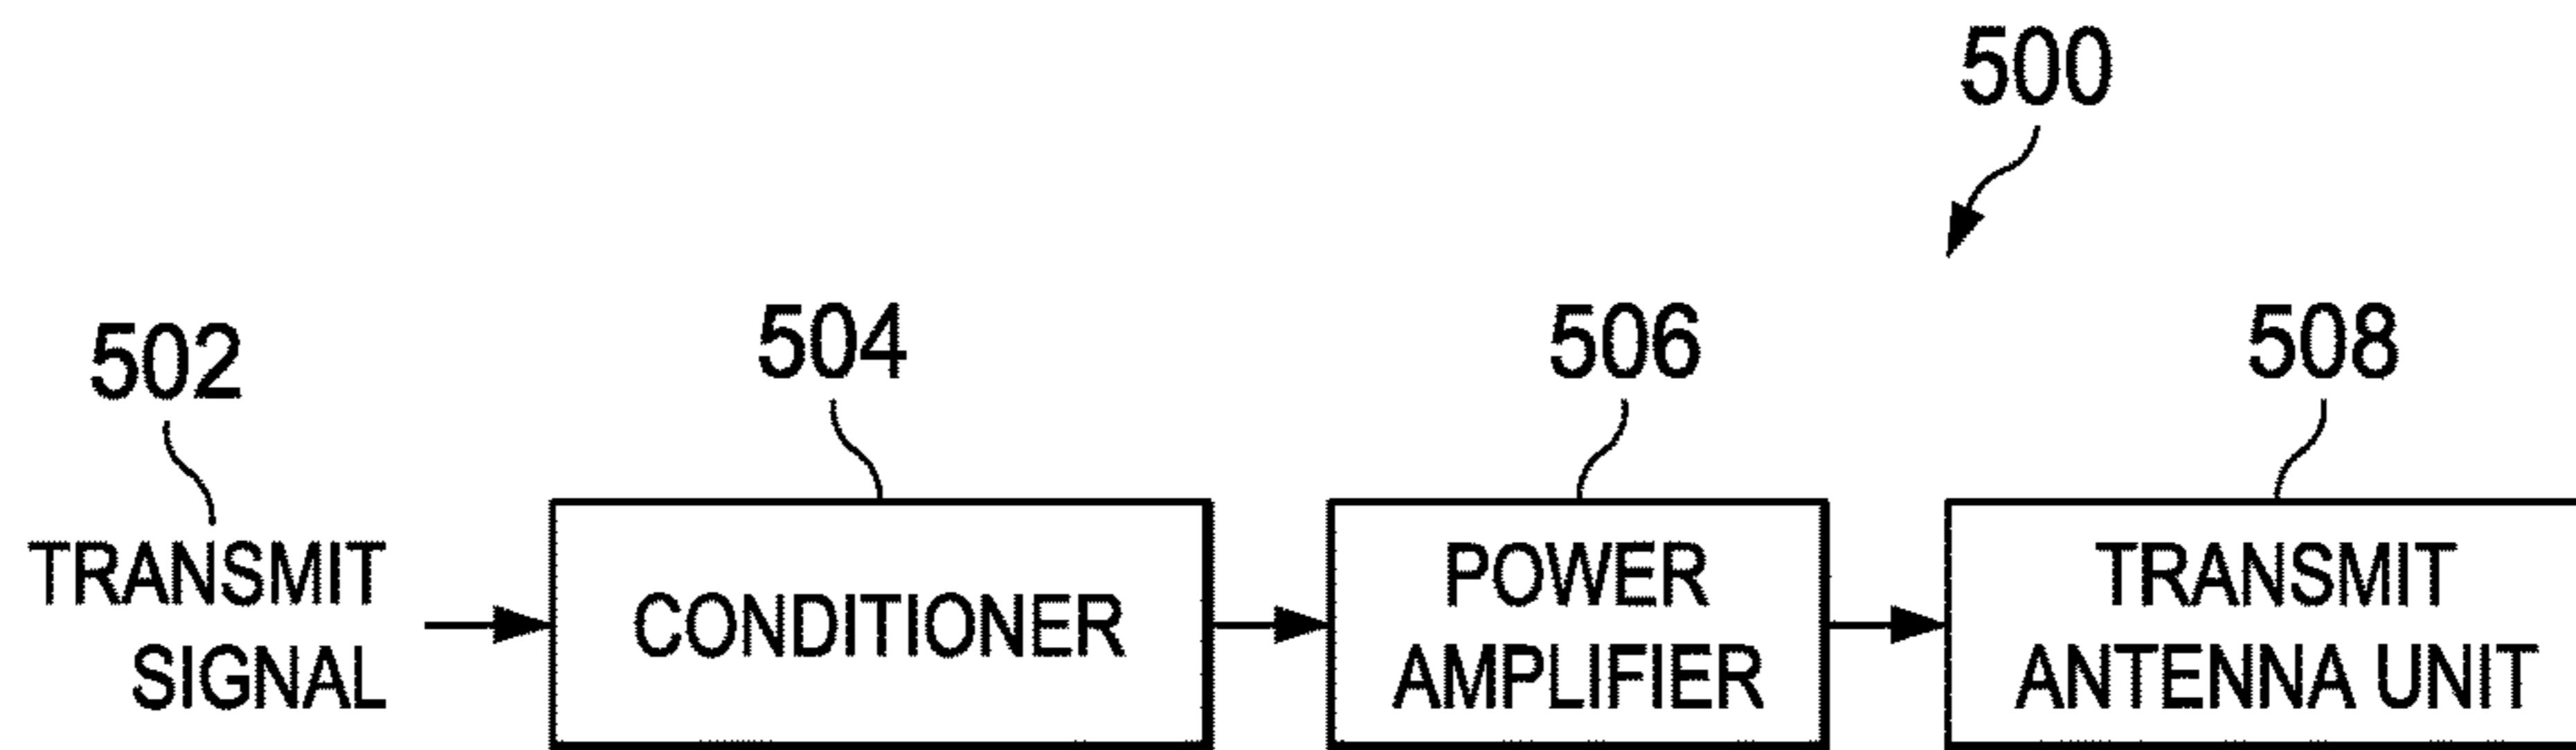 500
502
504
506
508
TRANSMIT
SIGNAL
CONDITIONER
POWER
AMPLIFIER
TRANSMIT
ANTENNA UNIT